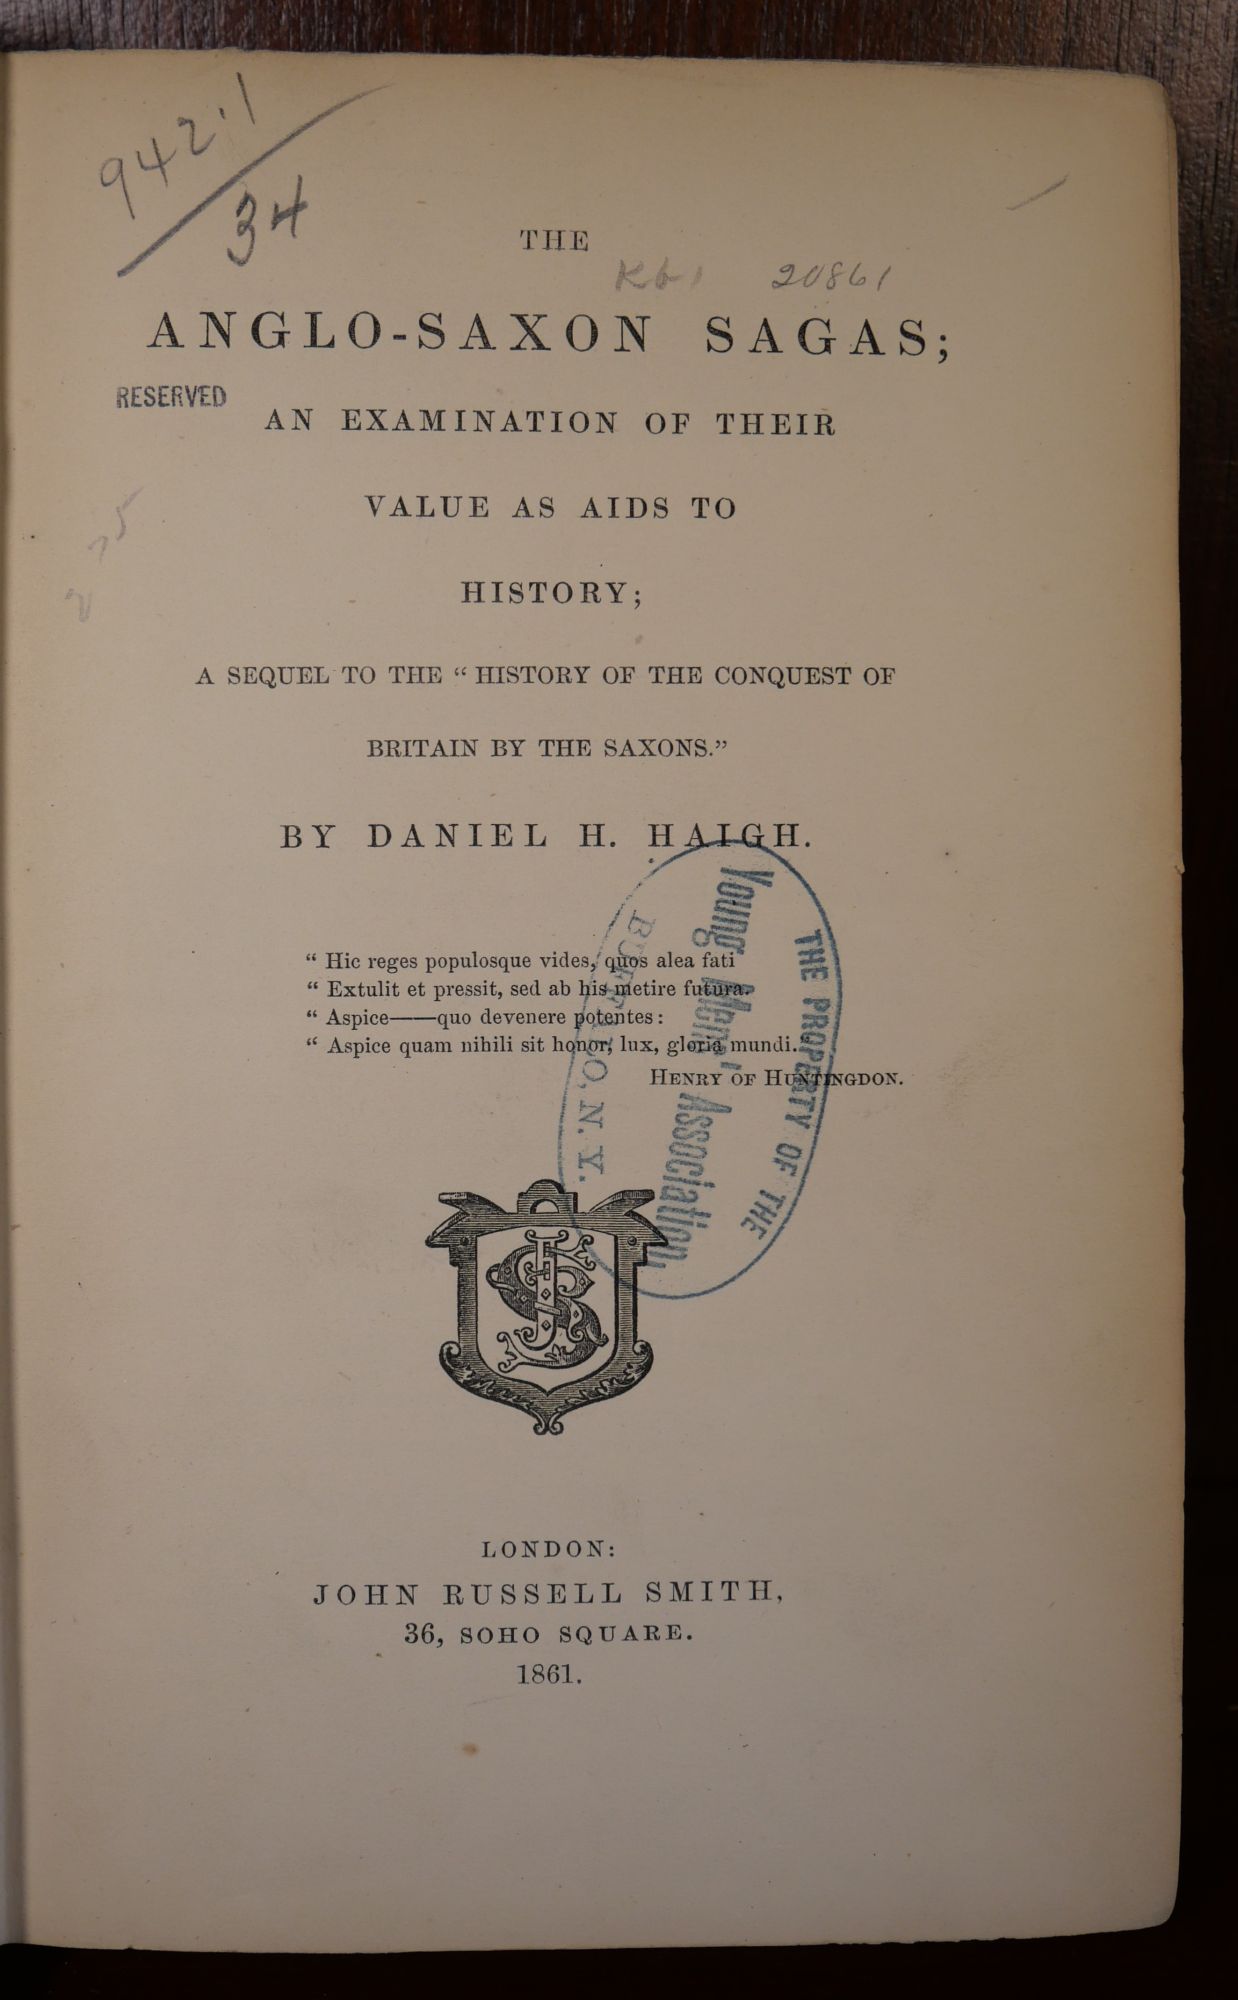 942.1
34
THE
Kb1 20861
ANGLO-SAXON SAGAS;
RESERVED
AN EXAMINATION OF THEIR
VALUE AS AIDS TO
275
HISTORY;
A SEQUEL TO THE “ HISTORY OF THE CONQUEST OF
BRITAIN BY THE SAXONS.”
BY DANIEL H. HAIGH.
“ Hic reges populosque vides, quos alea fati
“ Extulit et pressit, sed ab his metire futura.
“ Aspice——quo devenere potentes:
“ Aspice quam nihili sit honor, lux, gloria mundi.”
HENRY OF HUNTINGDON.
THE PROPERTY OF THE
Young Mens' Association,
BUFFALO, N. Y.
JRS
LONDON:
JOHN RUSSELL SMITH,
36, SOHO SQUARE.
1861.